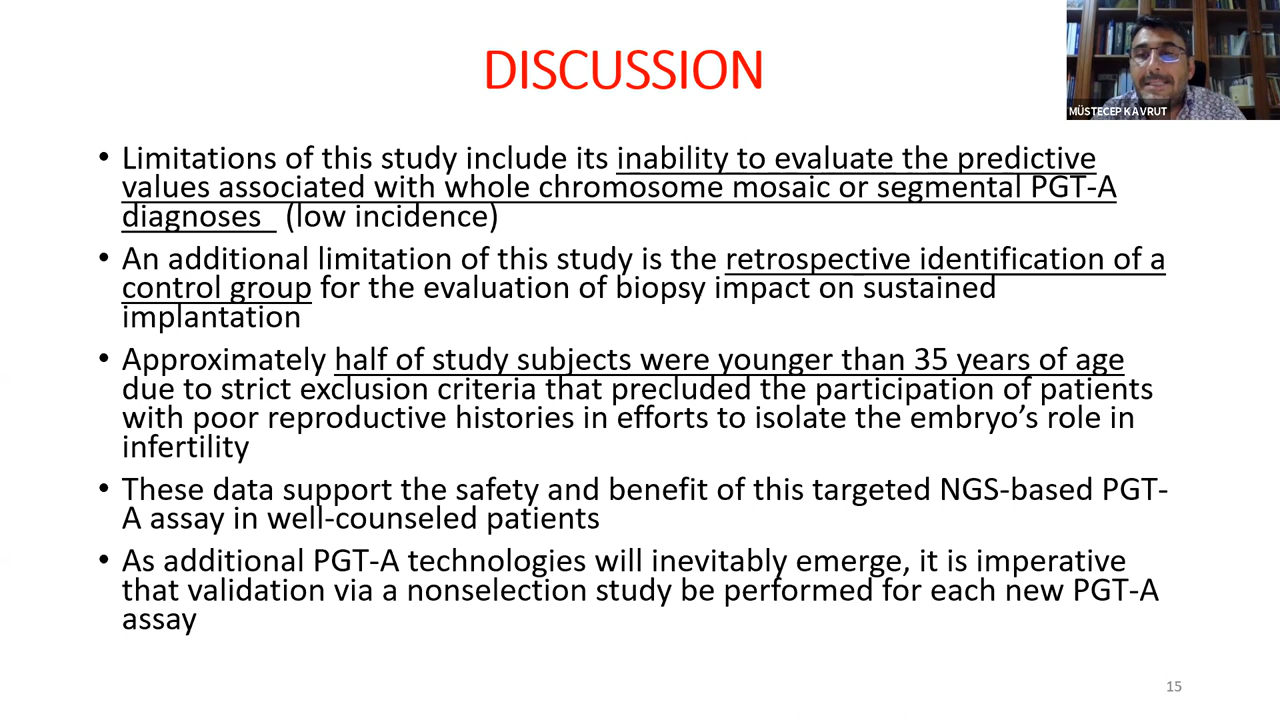 DISCUSSION
MÜSTECEP KAVRUT
• Limitations of this study include its inability to evaluate the predictive
values associated with whole chromosome mosaic or segmental PGT-A
diagnoses (low incidence)
• An additional limitation of this study is the retrospective identification of a
control group for the evaluation of biopsy impact on sustained
implantation
• Approximately half of study subjects were younger than 35 years of age
due to strict exclusion criteria that precluded the participation of patients
with poor reproductive histories in efforts to isolate the embryo’s role in
infertility
• These data support the safety and benefit of this targeted NGS-based PGT-
A assay in well-counseled patients
• As additional PGT-A technologies will inevitably emerge, it is imperative
that validation via a nonselection study be performed for each new PGT-A
assay
15